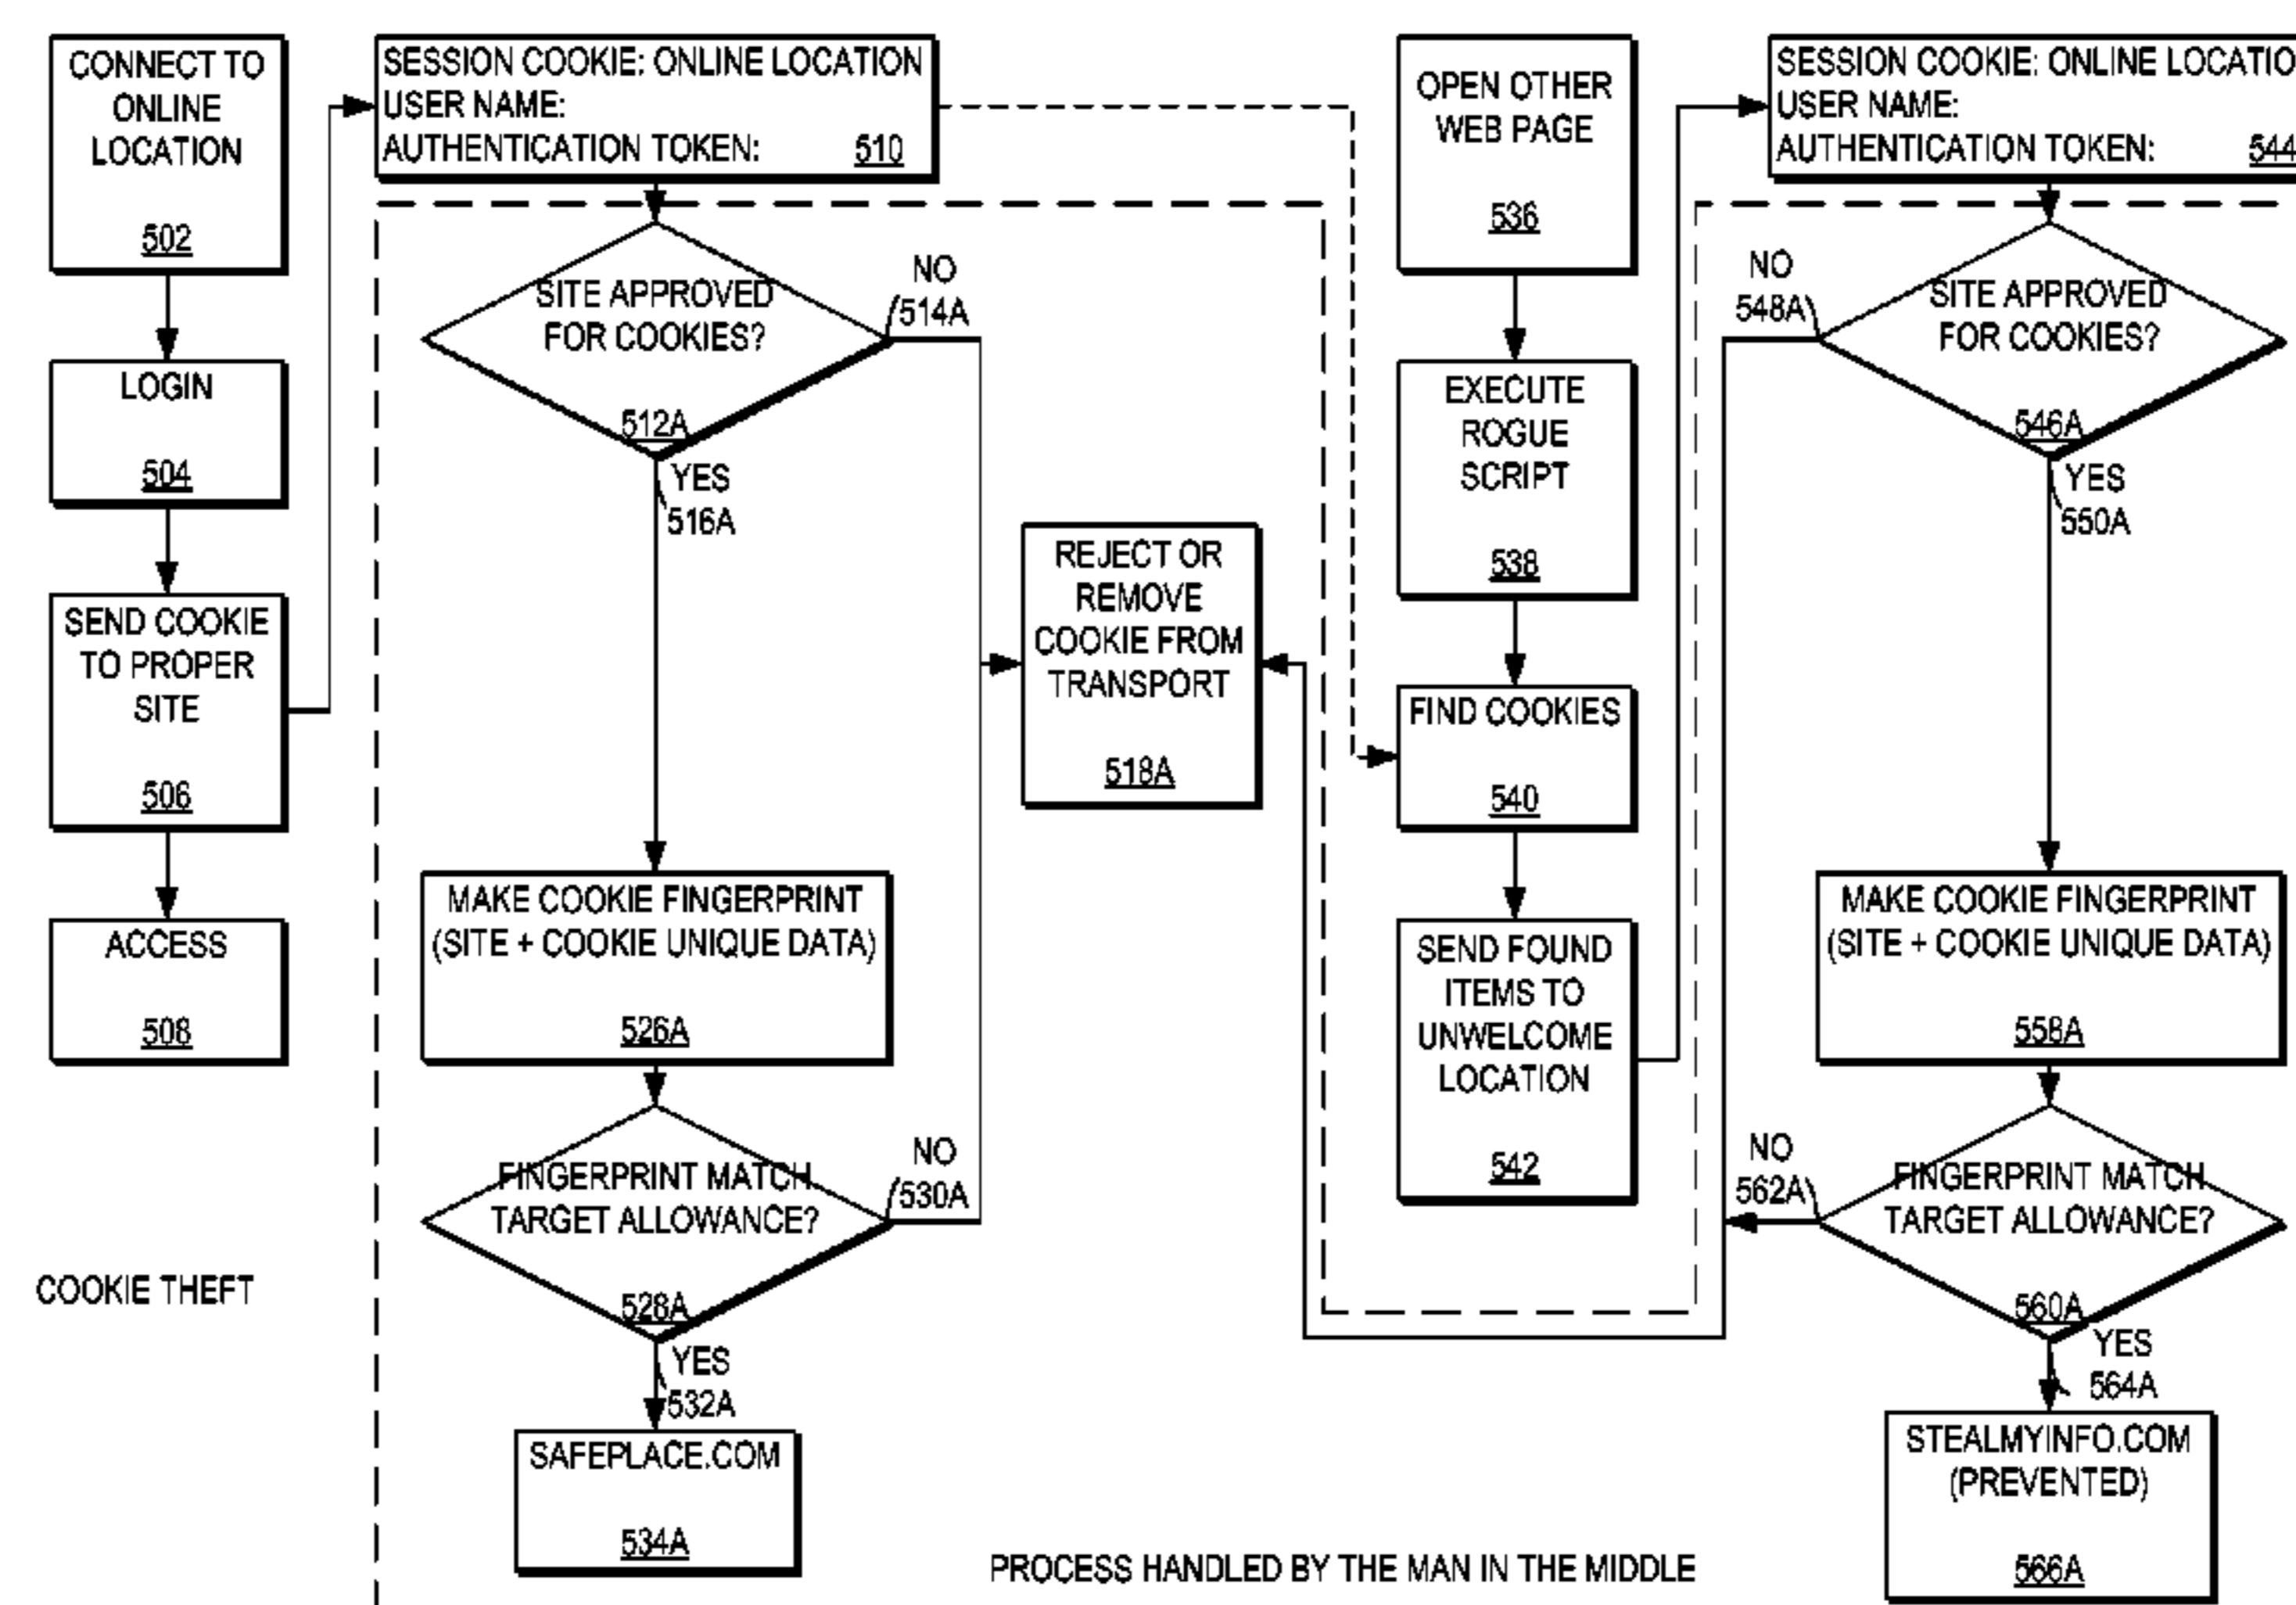 CONNECT TO
ONLINE
LOCATION
502
LOGIN
504
SEND COOKIE
TO PROPER
SITE
506
ACCESS
508
COOKIE THEFT
SESSION COOKIE: ONLINE LOCATION
USER NAME:
AUTHENTICATION TOKEN: 510
SITE APPROVED
FOR COOKIES?
512A
NO
514A
YES
516A
REJECT OR
REMOVE
COOKIE FROM
TRANSPORT
518A
MAKE COOKIE FINGERPRINT
(SITE + COOKIE UNIQUE DATA)
526A
FINGERPRINT MATCH
TARGET ALLOWANCE?
528A
NO
530A
YES
532A
SAFEPLACE.COM
534A
OPEN OTHER
WEB PAGE
536
EXECUTE
ROGUE
SCRIPT
538
FIND COOKIES
540
SEND FOUND
ITEMS TO
UNWELCOME
LOCATION
542
SESSION COOKIE: ONLINE LOCATIO
USER NAME:
AUTHENTICATION TOKEN: 544
SITE APPROVED
FOR COOKIES?
546A
NO
548A
YES
550A
MAKE COOKIE FINGERPRINT
(SITE + COOKIE UNIQUE DATA)
558A
FINGERPRINT MATCH
TARGET ALLOWANCE?
560A
NO
562A
YES
564A
STEALMYINFO.COM
(PREVENTED)
566A
PROCESS HANDLED BY THE MAN IN THE MIDDLE